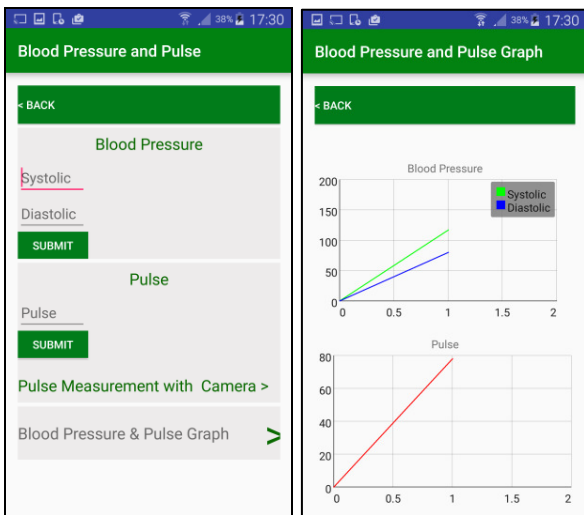 38% 17:30
Blood Pressure and Pulse
< BACK
Blood Pressure
Systolic
Diastolic
SUBMIT
Pulse
Pulse
SUBMIT
Pulse Measurement with Camera >
Blood Pressure & Pulse Graph >
38% 17:30
Blood Pressure and Pulse Graph
< BACK
Blood Pressure
Systolic
Diastolic
200
150
100
50
0
0 0.5 1 1.5 2
Pulse
80
60
40
20
0
0 0.5 1 1.5 2